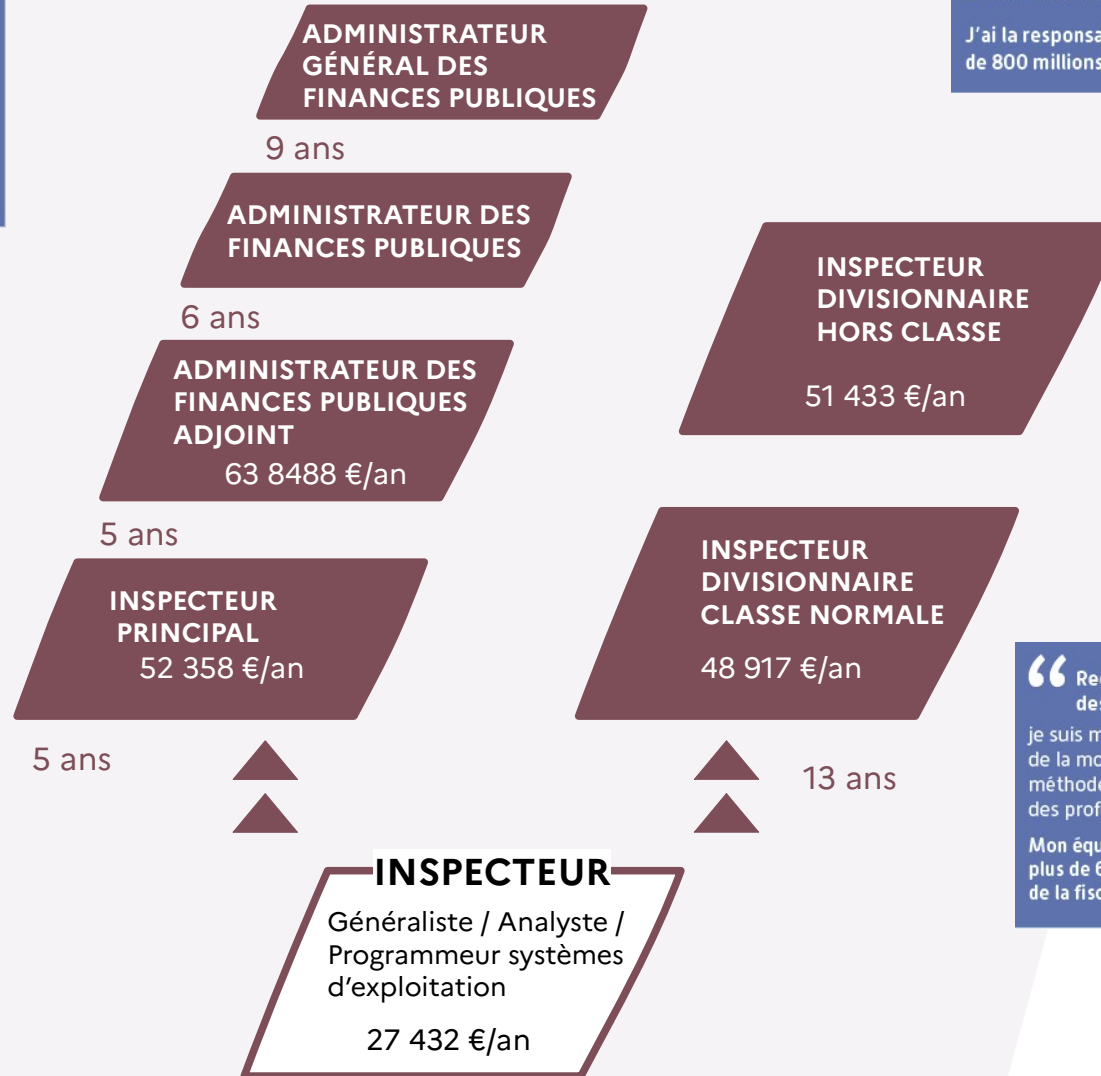 ADMINISTRATEUR
GÉNÉRAL DES
FINANCES PUBLIQUES
9 ans
ADMINISTRATEUR DES
FINANCES PUBLIQUES
6 ans
ADMINISTRATEUR DES
FINANCES PUBLIQUES
ADJOINT
63 8488 €/an
5 ans
INSPECTEUR
PRINCIPAL
52 358 €/an
5 ans
J'ai la responsa
de 800 millions
INSPECTEUR
DIVISIONNAIRE
HORS CLASSE
51 433 €/an
INSPECTEUR
DIVISIONNAIRE
CLASSE NORMALE
48 917 €/an
13 ans
INSPECTEUR
Généraliste / Analyste /
Programmeur systèmes
d'exploitation
27 432 €/an
“ Re
des
je suis m
de la mo
méthode
des prof
Mon équ
plus de 6
de la fisc